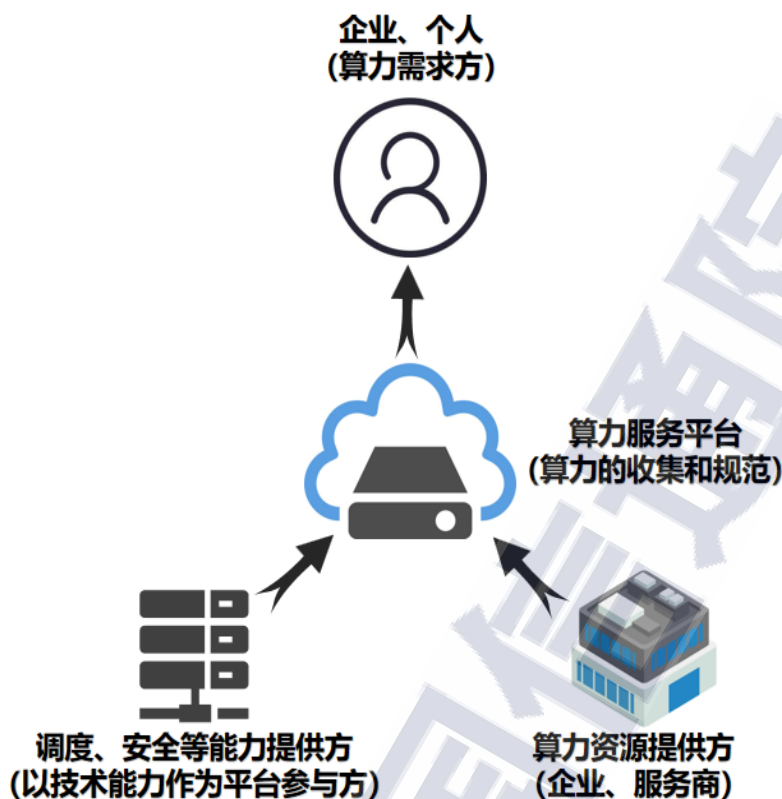 企业、个人
（算力需求方）
算力服务平台
（算力的收集和规范）
调度、安全等能力提供方
（以技术能力作为平台参与方）
算力资源提供方
（企业、服务商）